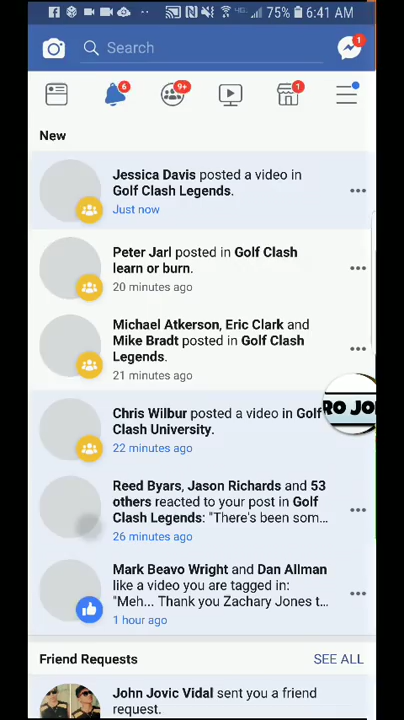 75% 6:41 AM
Search
1
6
9+
1
New
Jessica Davis posted a video in
Golf Clash Legends.
Just now
Peter Jarl posted in Golf Clash
learn or burn.
20 minutes ago
Michael Atkerson, Eric Clark and
Mike Bradt posted in Golf Clash
Legends.
21 minutes ago
Chris Wilbur posted a video in Golf
Clash University.
22 minutes ago
RO JO
Reed Byars, Jason Richards and 53
others reacted to your post in Golf
Clash Legends: "There's been som...
26 minutes ago
Mark Beavo Wright and Dan Allman
like a video you are tagged in:
"Meh... Thank you Zachary Jones t...
1 hour ago
Friend Requests SEE ALL
John Jovic Vidal sent you a friend
request.